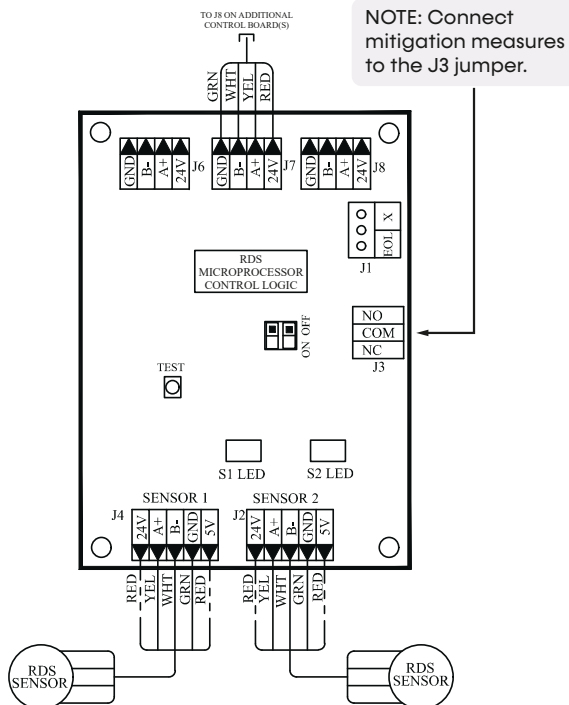 TO J8 ON ADDITIONAL
CONTROL BOARD(S)
NOTE: Connect
mitigation measures
to the J3 jumper.
GRN
WHT
YEL
RED
GND
B-
A+
24V
J6
GND
B-
A+
24V
J7
GND
B-
A+
24V
J8
X
EOL
J1
RDS
MICROPROCESSOR
CONTROL LOGIC
ON OFF
NO
COM
NC
J3
TEST
S1 LED
S2 LED
SENSOR 1
SENSOR 2
J4
24V
A+
B-
GND
5V
J2
24V
A+
B-
GND
5V
RED
YEL
WHT
GRN
RED
RED
YEL
WHT
GRN
RED
RDS
SENSOR
RDS
SENSOR